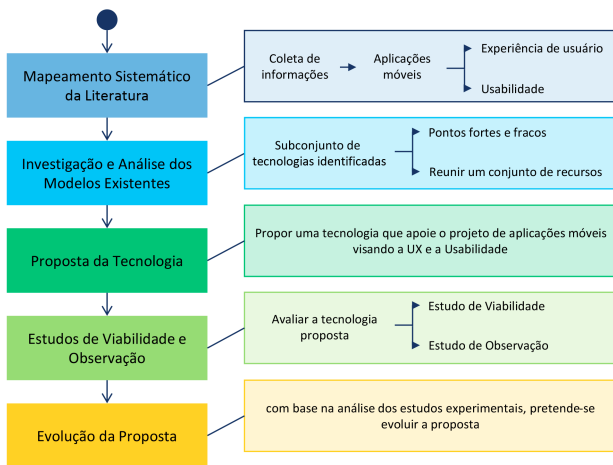 Mapeamento Sistemático
da Literatura
Coleta de
informações
Aplicações
móveis
Experiência de usuário
Usabilidade
Investigação e Análise dos
Modelos Existentes
Subconjunto de
tecnologias identificadas
Pontos fortes e fracos
Reunir um conjunto de recursos
Proposta da Tecnologia
Propor uma tecnologia que apoie o projeto de aplicações móveis
visando a UX e a Usabilidade
Estudos de Viabilidade e
Observação
Avaliar a tecnologia
proposta
Estudo de Viabilidade
Estudo de Observação
Evolução da Proposta
com base na análise dos estudos experimentais, pretende-se
evoluir a proposta